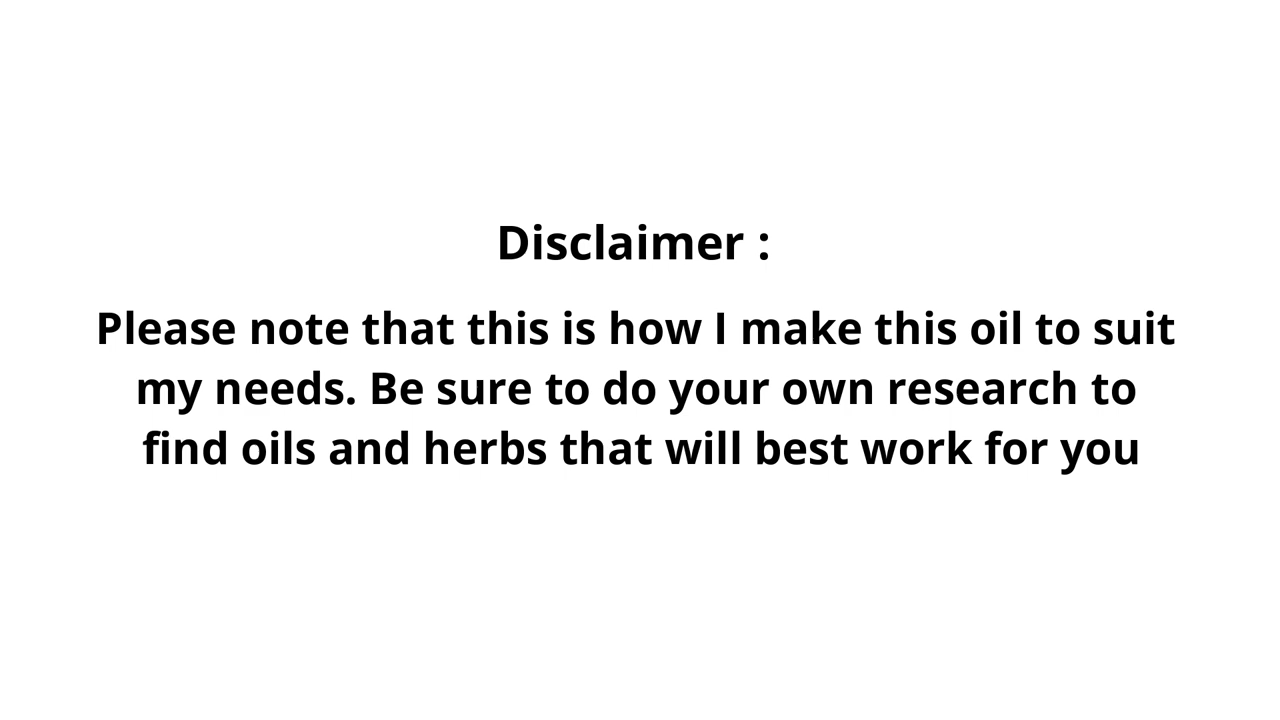 Disclaimer :
Please note that this is how I make this oil to suit
my needs. Be sure to do your own research to
find oils and herbs that will best work for you